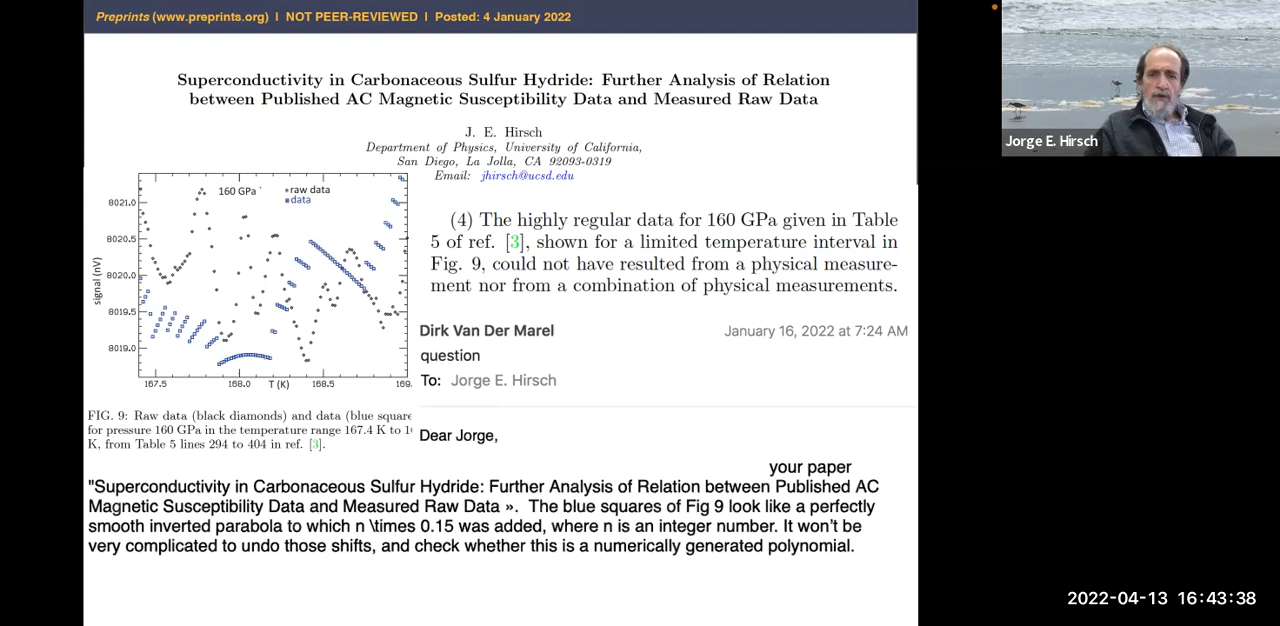 Preprints (www.preprints.org) | NOT PEER-REVIEWED | Posted: 4 January 2022
Superconductivity in Carbonaceous Sulfur Hydride: Further Analysis of Relation
between Published AC Magnetic Susceptibility Data and Measured Raw Data
J. E. Hirsch
Department of Physics, University of California,
San Diego, La Jolla, CA 92093-0319
Email: jhirsch@ucsd.edu
160 GPa
raw data
data
8021.0
8020.5
8020.0
8019.5
8019.0
signal (nV)
167.5 168.0 T (K) 168.5 169.
FIG. 9: Raw data (black diamonds) and data (blue square
for pressure 160 GPa in the temperature range 167.4 K to
K, from Table 5 lines 294 to 404 in ref. [3].
(4) The highly regular data for 160 GPa given in Table
5 of ref. [3], shown for a limited temperature interval in
Fig. 9, could not have resulted from a physical measure-
ment nor from a combination of physical measurements.
Dirk Van Der Marel January 16, 2022 at 7:24 AM
question
To: Jorge E. Hirsch
Dear Jorge,
your paper
"Superconductivity in Carbonaceous Sulfur Hydride: Further Analysis of Relation between Published AC
Magnetic Susceptibility Data and Measured Raw Data ». The blue squares of Fig 9 look like a perfectly
smooth inverted parabola to which n \times 0.15 was added, where n is an integer number. It won't be
very complicated to undo those shifts, and check whether this is a numerically generated polynomial.
Jorge E. Hirsch
2022-04-13 16:43:38